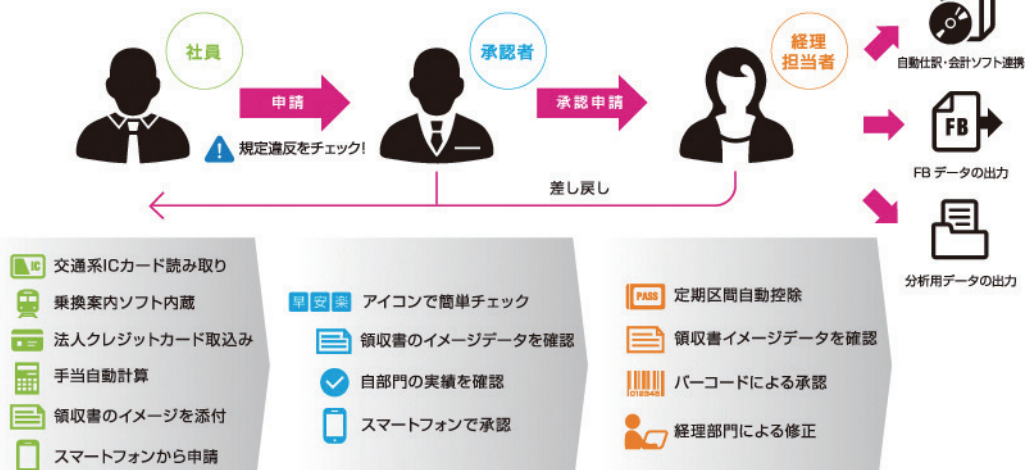 社員
承認者
経理
担当者
申請
承認申請
規定違反をチェック!
差し戻し
自動仕訳・会計ソフト連携
FB
FB データの出力
分析用データの出力
IC
交通系ICカード読み取り
乗換案内ソフト内蔵
法人クレジットカード取込み
手当自動計算
領収書のイメージを添付
スマートフォンから申請
早 安 楽
アイコンで簡単チェック
領収書のイメージデータを確認
自部門の実績を確認
スマートフォンで承認
PASS
定期区間自動控除
領収書イメージデータを確認
012345
バーコードによる承認
経理部門による修正